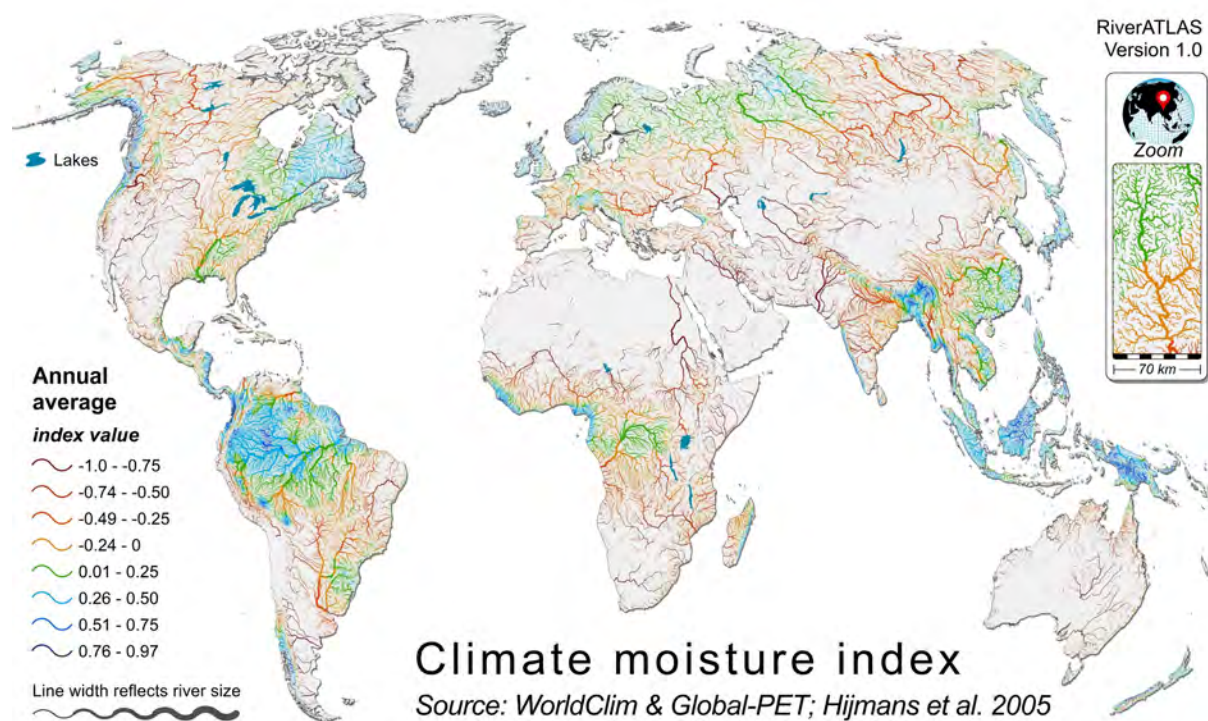 RiverATLAS
Version 1.0
Zoom
70 km
Lakes
Annual
average
index value
-1.0 - -0.75
-0.74 - -0.50
-0.49 - -0.25
-0.24 - 0
0.01 - 0.25
0.26 - 0.50
0.51 - 0.75
0.76 - 0.97
Line width reflects river size
Climate moisture index
Source: WorldClim & Global-PET; Hijmans et al. 2005